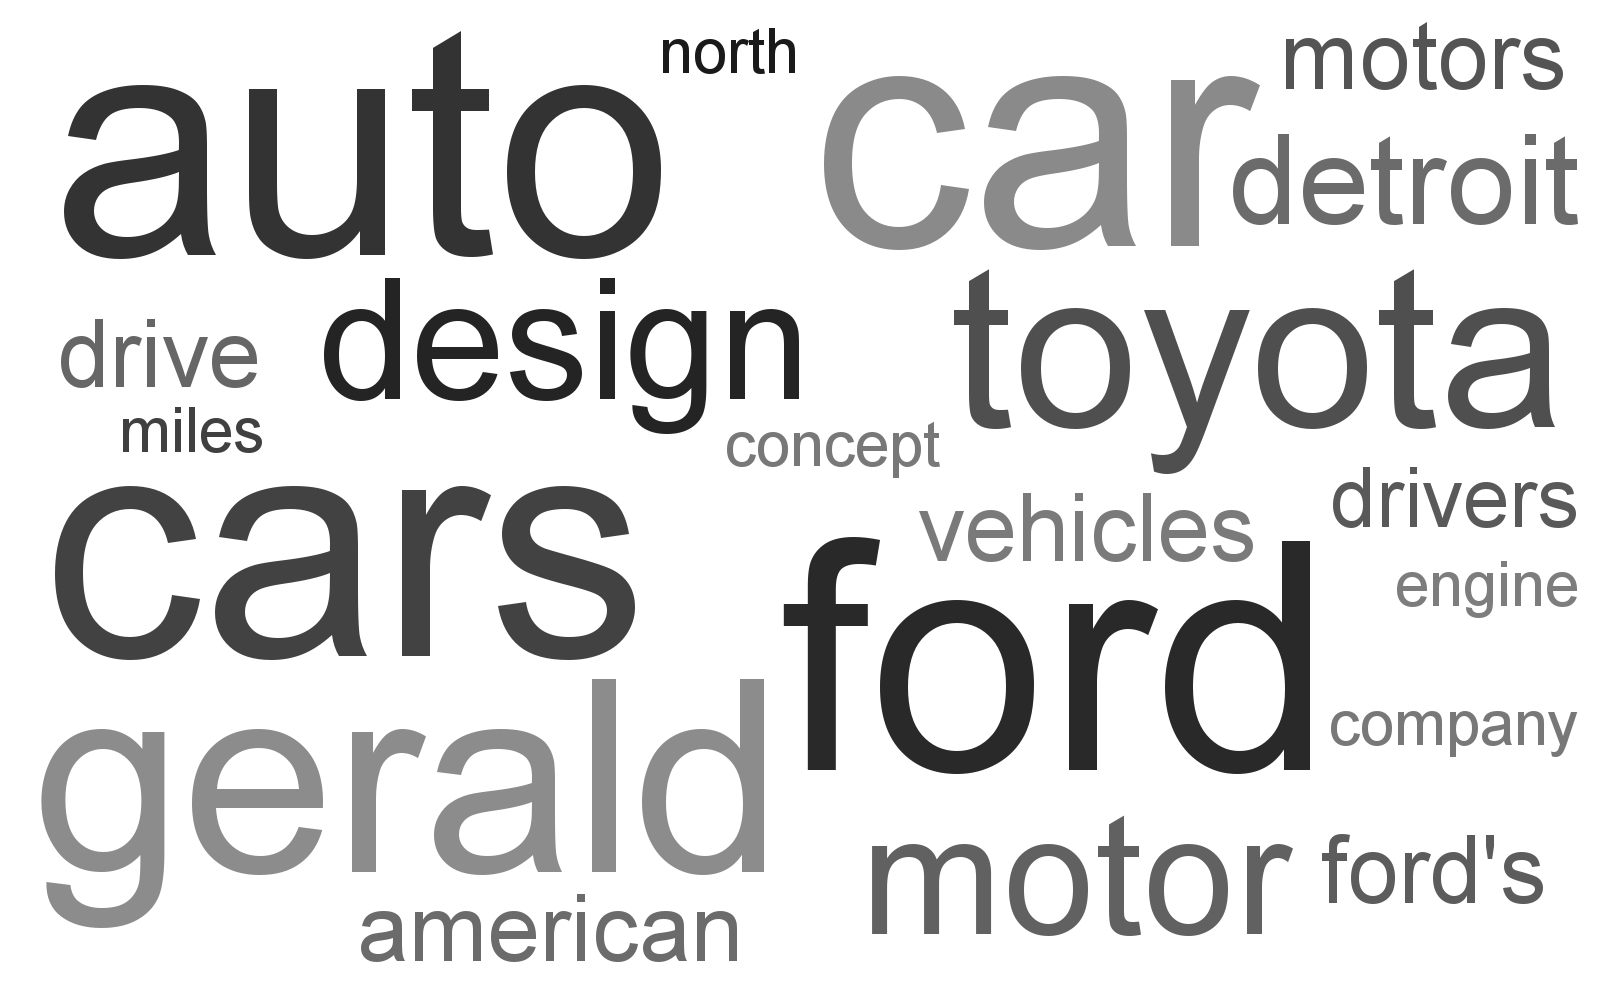 auto
north
car
motors
detroit
drive
design
toyota
miles
concept
cars
vehicles
drivers
ford
engine
gerald
company
american
motor
ford's